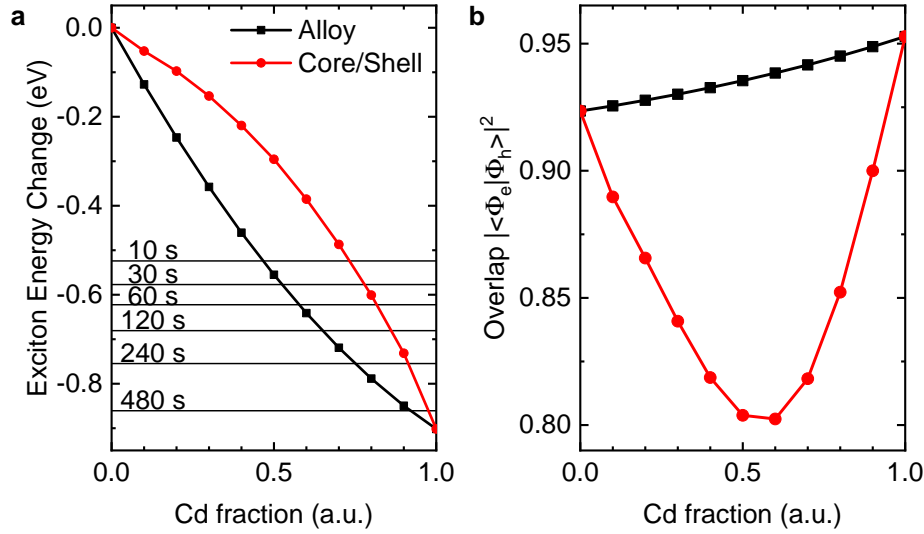 a
Alloy
Core/Shell
0.0
-0.2
-0.4
-0.6
-0.8
Exciton Energy Change (eV)
10 s
30 s
60 s
120 s
240 s
480 s
0.0 0.5 1.0
Cd fraction (a.u.)
b
0.95
0.90
0.85
0.80
Overlap |<Φₑ|Φₕ>|²
0.0 0.5 1.0
Cd fraction (a.u.)